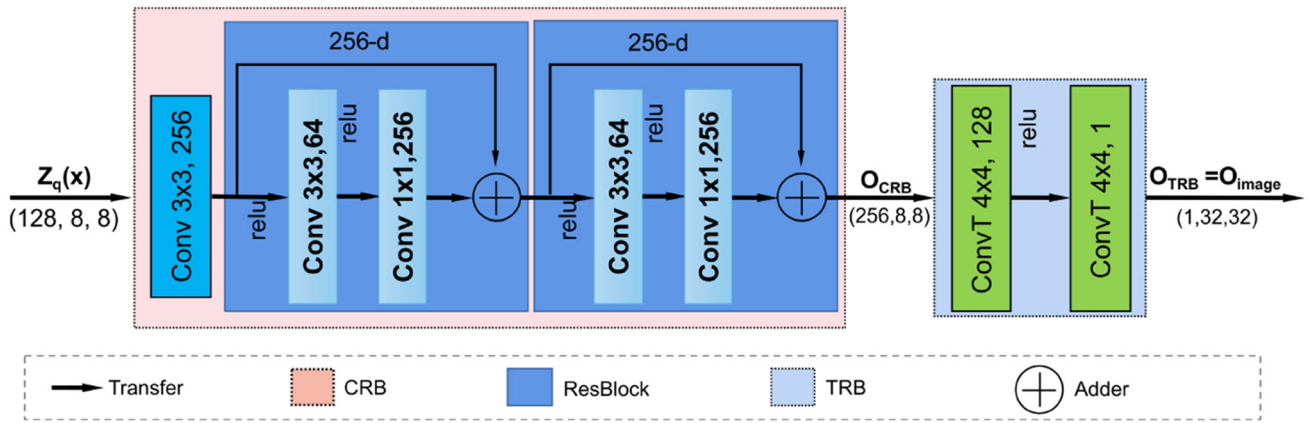 Zq(x)
(128, 8, 8)
Conv 3x3, 256
256-d
relu
Conv 3x3,64
relu
Conv 1x1,256
256-d
relu
Conv 3x3,64
relu
Conv 1x1,256
OCRB
(256,8,8)
ConvT 4x4, 128
relu
ConvT 4x4, 1
OTRB =Oimage
(1,32,32)
Transfer
CRB
ResBlock
TRB
Adder